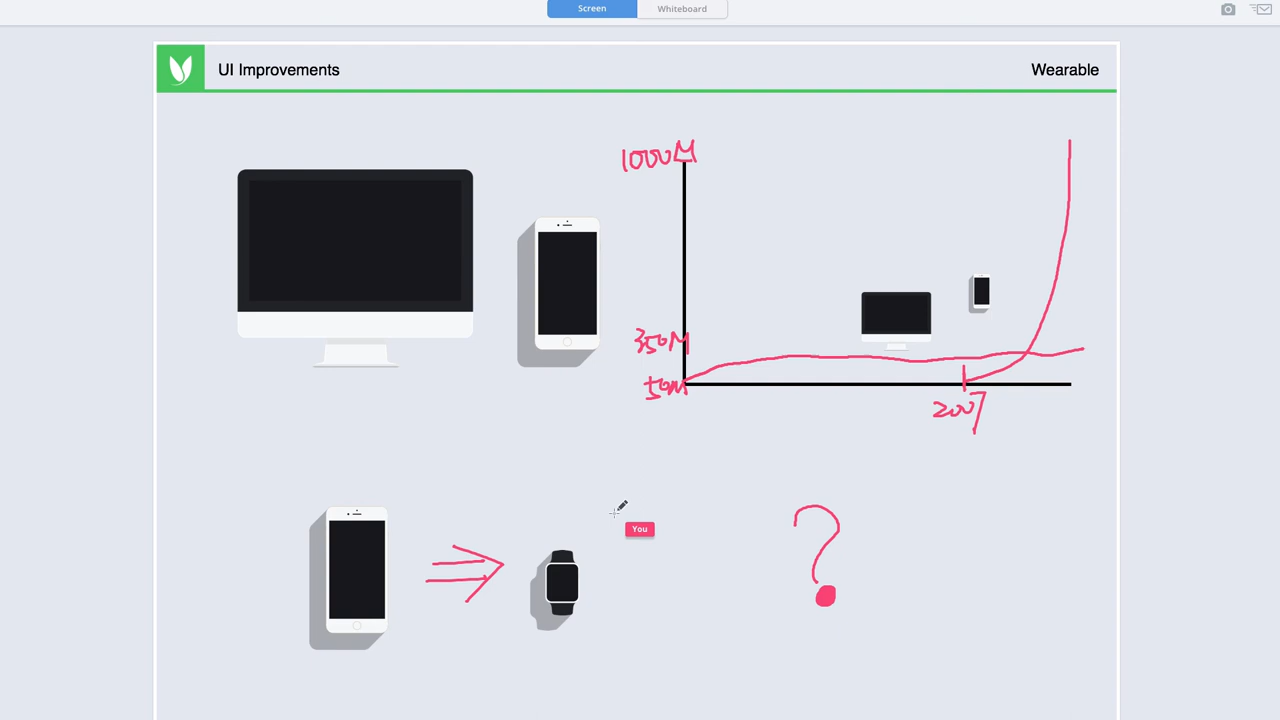 Screen Whiteboard
UI Improvements
Wearable
1000M
350M
50M
2007
You
?